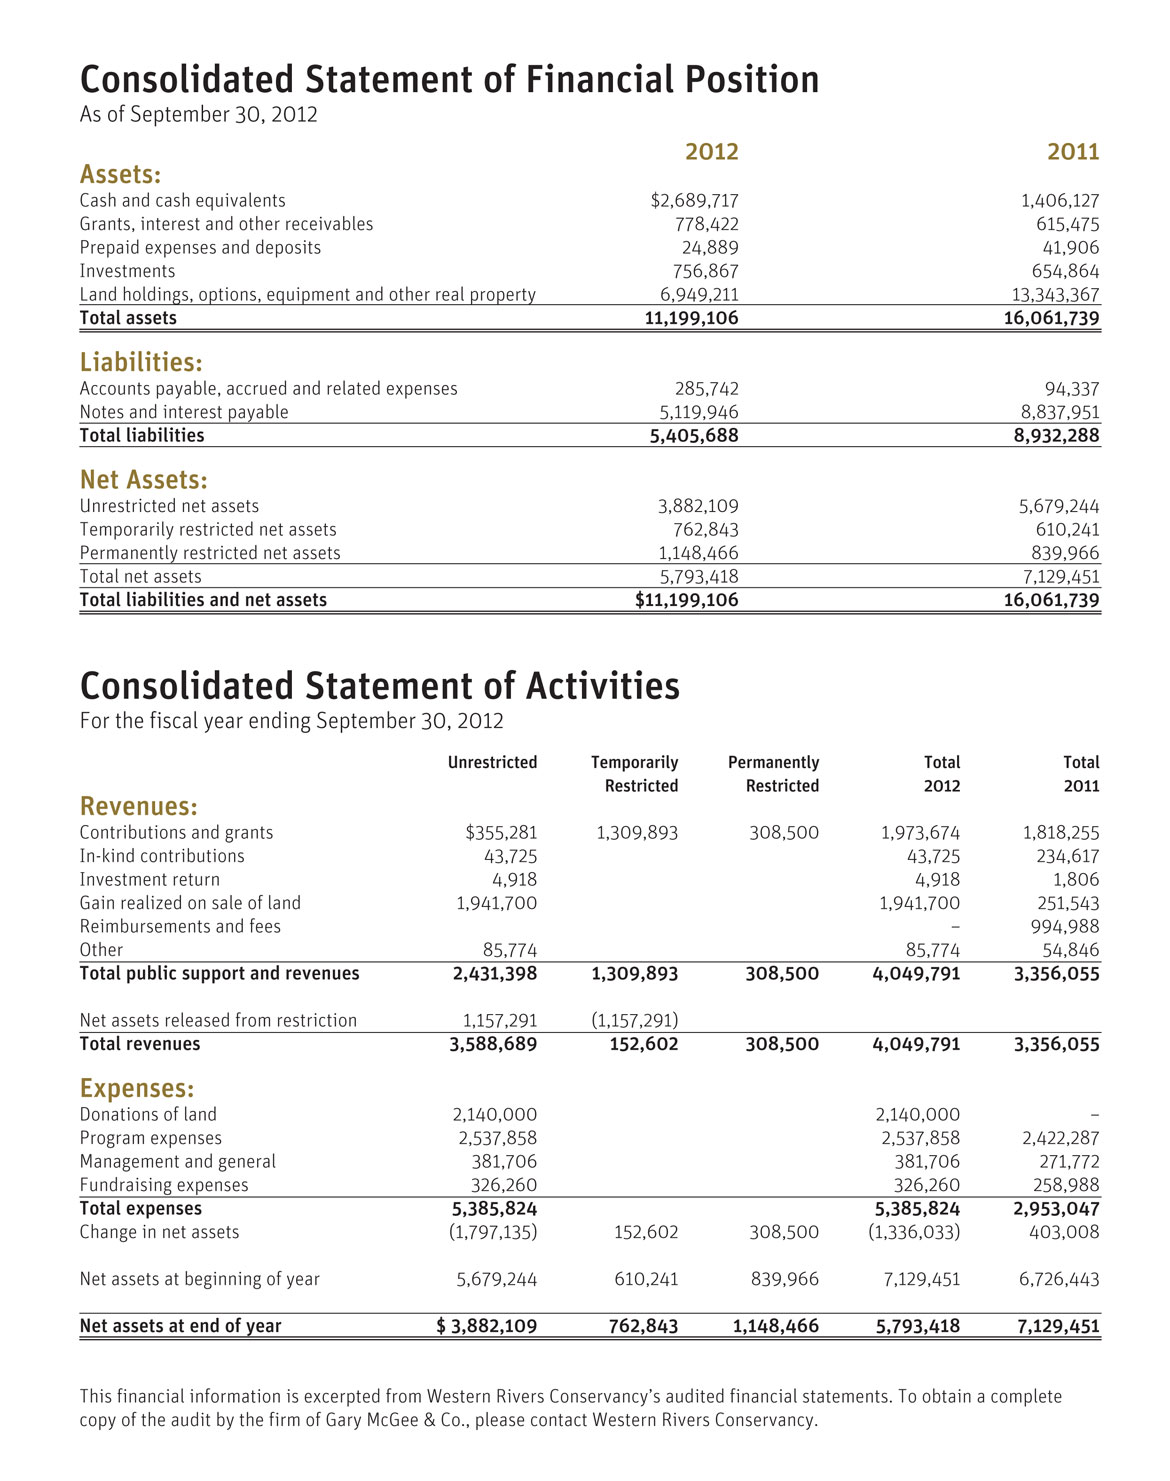 Consolidated Statement of Financial Position
As of September 30, 2012
2012 2011
Assets:
Cash and cash equivalents $2,689,717 1,406,127
Grants, interest and other receivables 778,422 615,475
Prepaid expenses and deposits 24,889 41,906
Investments 756,867 654,864
Land holdings, options, equipment and other real property 6,949,211 13,343,367
Total assets 11,199,106 16,061,739
Liabilities:
Accounts payable, accrued and related expenses 285,742 94,337
Notes and interest payable 5,119,946 8,837,951
Total liabilities 5,405,688 8,932,288
Net Assets:
Unrestricted net assets 3,882,109 5,679,244
Temporarily restricted net assets 762,843 610,241
Permanently restricted net assets 1,148,466 839,966
Total net assets 5,793,418 7,129,451
Total liabilities and net assets $11,199,106 16,061,739
Consolidated Statement of Activities
For the fiscal year ending September 30, 2012
Unrestricted Temporarily Permanently Total Total
Restricted Restricted 2012 2011
Revenues:
Contributions and grants $355,281 1,309,893 308,500 1,973,674 1,818,255
In-kind contributions 43,725 43,725 234,617
Investment return 4,918 4,918 1,806
Gain realized on sale of land 1,941,700 1,941,700 251,543
Reimbursements and fees – 994,988
Other 85,774 85,774 54,846
Total public support and revenues 2,431,398 1,309,893 308,500 4,049,791 3,356,055
Net assets released from restriction 1,157,291 (1,157,291)
Total revenues 3,588,689 152,602 308,500 4,049,791 3,356,055
Expenses:
Donations of land 2,140,000 2,140,000 –
Program expenses 2,537,858 2,537,858 2,422,287
Management and general 381,706 381,706 271,772
Fundraising expenses 326,260 326,260 258,988
Total expenses 5,385,824 5,385,824 2,953,047
Change in net assets (1,797,135) 152,602 308,500 (1,336,033) 403,008
Net assets at beginning of year 5,679,244 610,241 839,966 7,129,451 6,726,443
Net assets at end of year $ 3,882,109 762,843 1,148,466 5,793,418 7,129,451
This financial information is excerpted from Western Rivers Conservancy's audited financial statements. To obtain a complete
copy of the audit by the firm of Gary McGee & Co., please contact Western Rivers Conservancy.